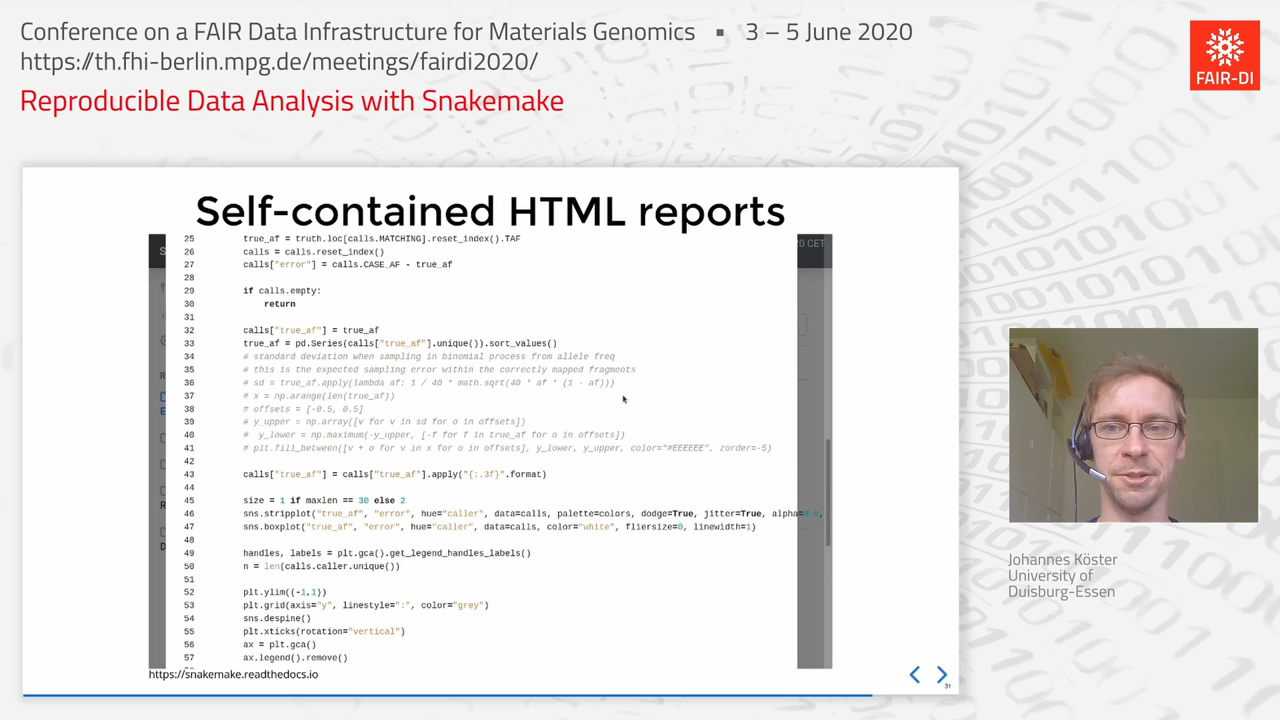 Conference on a FAIR Data Infrastructure for Materials Genomics ▪ 3 – 5 June 2020
https://th.fhi-berlin.mpg.de/meetings/fairdi2020/
Reproducible Data Analysis with Snakemake
FAIR-DI
Self-contained HTML reports
25 true_af = truth.loc[calls.MATCHING].reset_index().TAF
26 calls = calls.reset_index()
27 calls["error"] = calls.CASE_AF - true_af
28
29 if calls.empty:
30 return
31
32 calls["true_af"] = true_af
33 true_af = pd.Series(calls["true_af"].unique()).sort_values()
34 # standard deviation when sampling in binomial process from allele freq
35 # this is the expected sampling error within the correctly mapped fragments
36 # sd = true_af.apply(lambda af: 1 / 40 * math.sqrt(40 * af * (1 - af)))
37 # x = np.arange(len(true_af))
38 # offsets = [-0.5, 0.5]
39 # y_upper = np.array([v for v in sd for o in offsets])
40 # y_lower = np.maximum(-y_upper, [-f for f in true_af for o in offsets])
41 # plt.fill_between([v + o for v in x for o in offsets], y_lower, y_upper, color="#EEEEEE", zorder=-5)
42
43 calls["true_af"] = calls["true_af"].apply("{:.3f}".format)
44
45 size = 1 if maxlen == 30 else 2
46 sns.stripplot("true_af", "error", hue="caller", data=calls, palette=colors, dodge=True, jitter=True, alpha=0.5,
47 sns.boxplot("true_af", "error", hue="caller", data=calls, color="white", fliersize=0, linewidth=1)
48
49 handles, labels = plt.gca().get_legend_handles_labels()
50 n = len(calls.caller.unique())
51
52 plt.ylim((-1,1))
53 plt.grid(axis="y", linestyle=":", color="grey")
54 sns.despine()
55 plt.xticks(rotation="vertical")
56 ax = plt.gca()
57 ax.legend().remove()
https://snakemake.readthedocs.io
31
Johannes Köster
University of
Duisburg-Essen